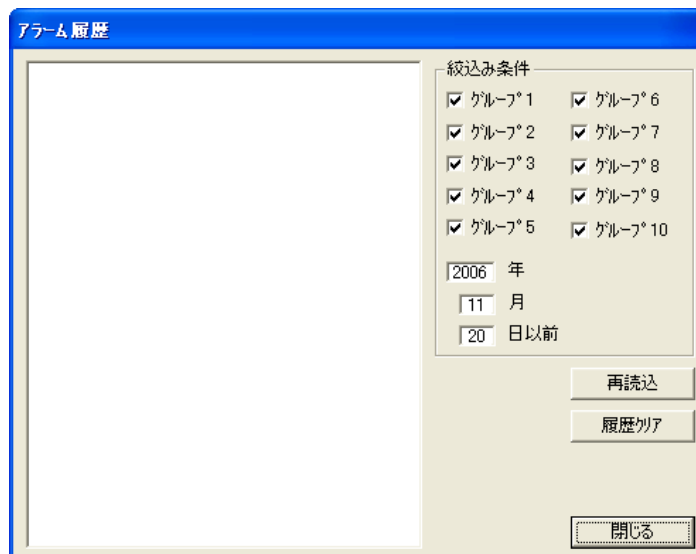 アラーム履歴
絞込み条件
ｸﾞﾙｰﾌﾟ1 ｸﾞﾙｰﾌﾟ6
ｸﾞﾙｰﾌﾟ2 ｸﾞﾙｰﾌﾟ7
ｸﾞﾙｰﾌﾟ3 ｸﾞﾙｰﾌﾟ8
ｸﾞﾙｰﾌﾟ4 ｸﾞﾙｰﾌﾟ9
ｸﾞﾙｰﾌﾟ5 ｸﾞﾙｰﾌﾟ10
2006 年
11 月
20 日以前
再読込
履歴ｸﾘｱ
閉じる